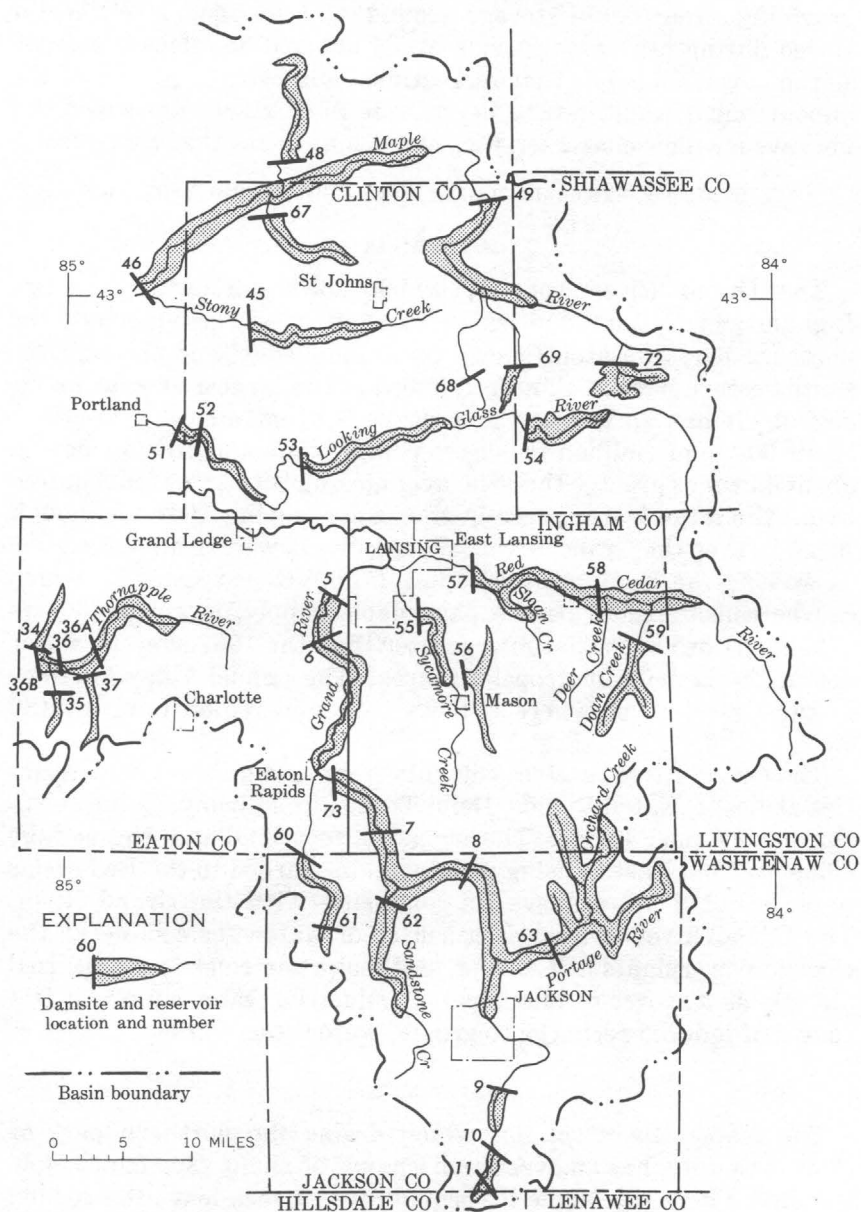 48
Maple
CLINTON CO
SHIAWASSEE CO
49
67
46
85°
43°
St Johns
84°
43°
45
Stony
Creek
River
69
72
68
Portland
52
51
53
Looking
Glass
River
54
INGHAM CO
Grand Ledge
LANSING
East Lansing
Red
Cedar
River
57
58
5
River
Sloan
Cr
55
59
34
36A
36
Thornapple
River
6
Sycamore
Creek
56
Mason
Deer
Creek
Doan Creek
36B
35
37
Charlotte
Grand
Eaton
Rapids
73
7
60
Orchard Creek
EATON CO
LIVINGSTON CO
WASHTENAW CO
85°
8
84°
EXPLANATION
60
Damsite and reservoir
location and number
61
62
Sandstone
Cr
63
Portage
River
JACKSON
Basin boundary
9
0 5 10 MILES
10
11
JACKSON CO
HILLSDALE CO
LENAWEE CO